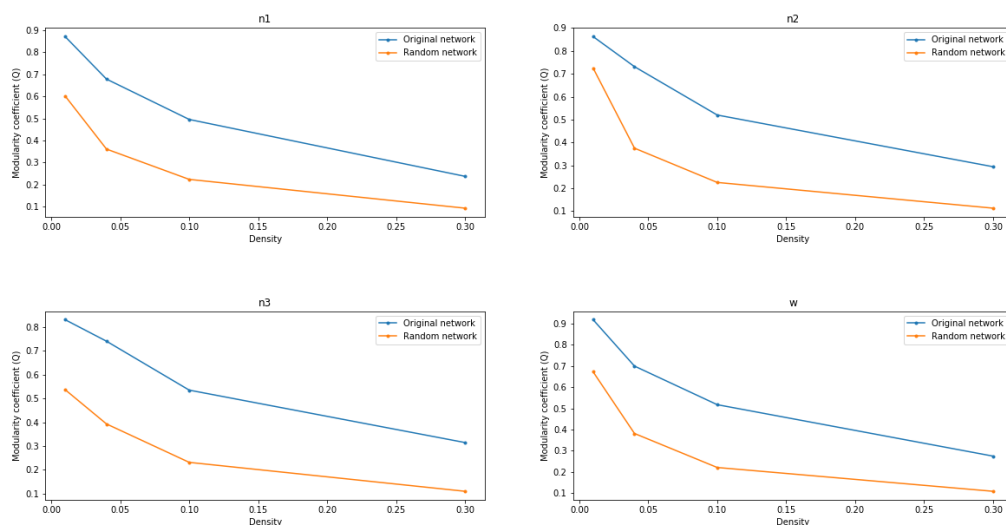 n1
Original network
Random network
Modularity coefficient (Q)
0.9
0.8
0.7
0.6
0.5
0.4
0.3
0.2
0.1
0.00 0.05 0.10 0.15 0.20 0.25 0.30
Density
n2
Original network
Random network
Modularity coefficient (Q)
0.9
0.8
0.7
0.6
0.5
0.4
0.3
0.2
0.1
0.00 0.05 0.10 0.15 0.20 0.25 0.30
Density
n3
Original network
Random network
Modularity coefficient (Q)
0.8
0.7
0.6
0.5
0.4
0.3
0.2
0.1
0.00 0.05 0.10 0.15 0.20 0.25 0.30
Density
w
Original network
Random network
Modularity coefficient (Q)
0.9
0.8
0.7
0.6
0.5
0.4
0.3
0.2
0.1
0.00 0.05 0.10 0.15 0.20 0.25 0.30
Density